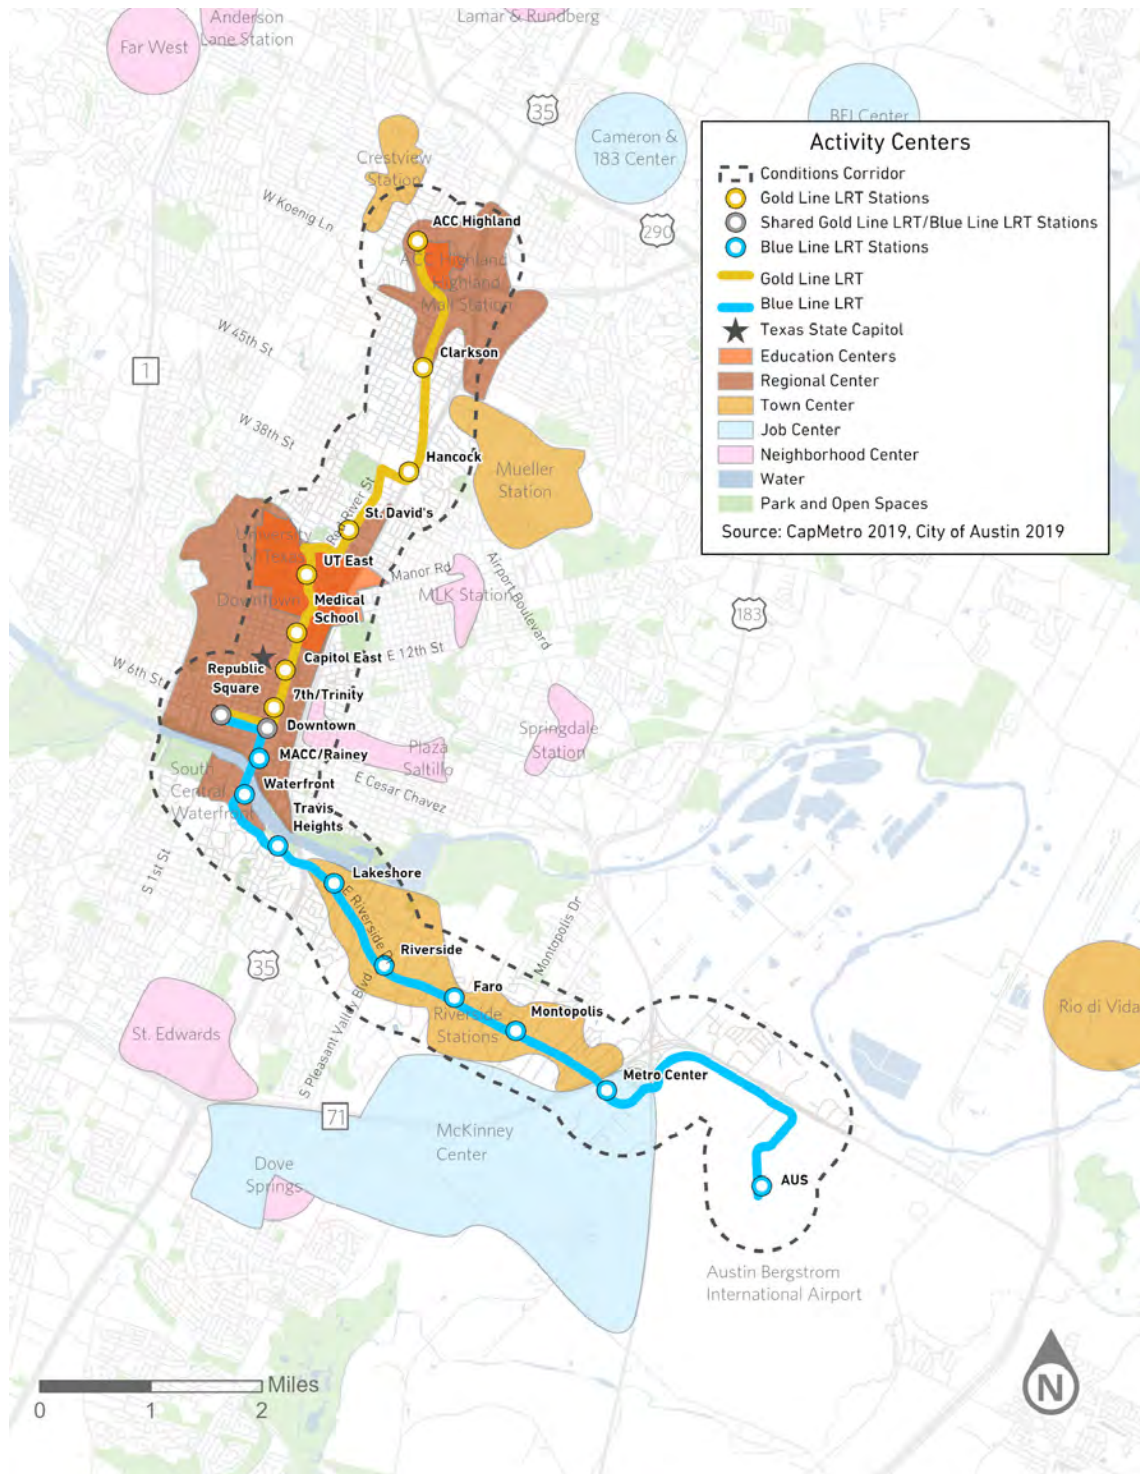 Anderson
Lane Station
Lamar & Rundberg
Far West
35
BFI Center
Cameron &
183 Center
Crestview
Station
W Koenig Ln
290
ACC Highland
ACC Highland
Highland
Mall Station
Activity Centers
Conditions Corridor
Gold Line LRT Stations
Shared Gold Line LRT/Blue Line LRT Stations
Blue Line LRT Stations
Gold Line LRT
Blue Line LRT
Texas State Capitol
Education Centers
Regional Center
Town Center
Job Center
Neighborhood Center
Water
Park and Open Spaces
Source: CapMetro 2019, City of Austin 2019
W 45th St
1
Clarkson
W 38th St
Hancock
Mueller
Station
Red River St
St. David's
University
of Texas
UT East
Manor Rd
Airport Boulevard
MLK Station
Downtown
Medical
School
183
E 12th St
Capitol East
W 6th St
Republic
Square
7th/Trinity
Downtown
Springdale
Station
Plaza
Saltillo
MACC/Rainey
E Cesar Chavez
South
Central
Waterfront
Waterfront
Travis
Heights
S 1st St
Lakeshore
E Riverside Dr
Montopolis Dr
Riverside
35
S Pleasant Valley Blvd
Faro
Riverside
Stations
Montopolis
Rio di Vida
St. Edwards
Metro Center
71
McKinney
Center
Dove
Springs
AUS
Austin Bergstrom
International Airport
Miles
0 1 2
N